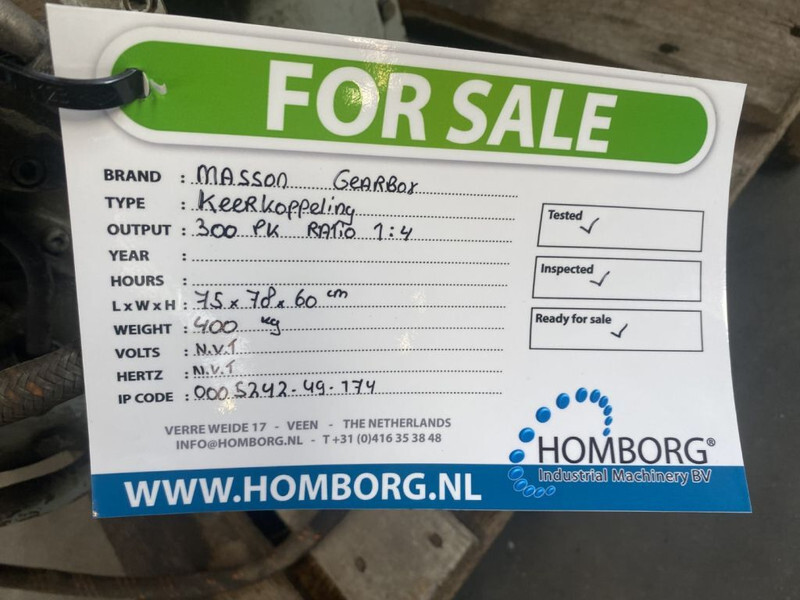 FOR SALE
BRAND : MASSON GEARBOX
TYPE : KEERKOPPELING
OUTPUT : 300 PK RATIO 1:4
YEAR :
HOURS :
L x W x H : 75 x 78 x 60 cm
WEIGHT : 400 kg
VOLTS : N.V.T
HERTZ : N.V.T
IP CODE : 000 5242-49-174
Tested ✓
Inspected ✓
Ready for sale ✓
VERRE WEIDE 17 - VEEN - THE NETHERLANDS
INFO@HOMBORG.NL - T +31 (0)416 35 38 48
HOMBORG®
Industrial Machinery BV
WWW.HOMBORG.NL